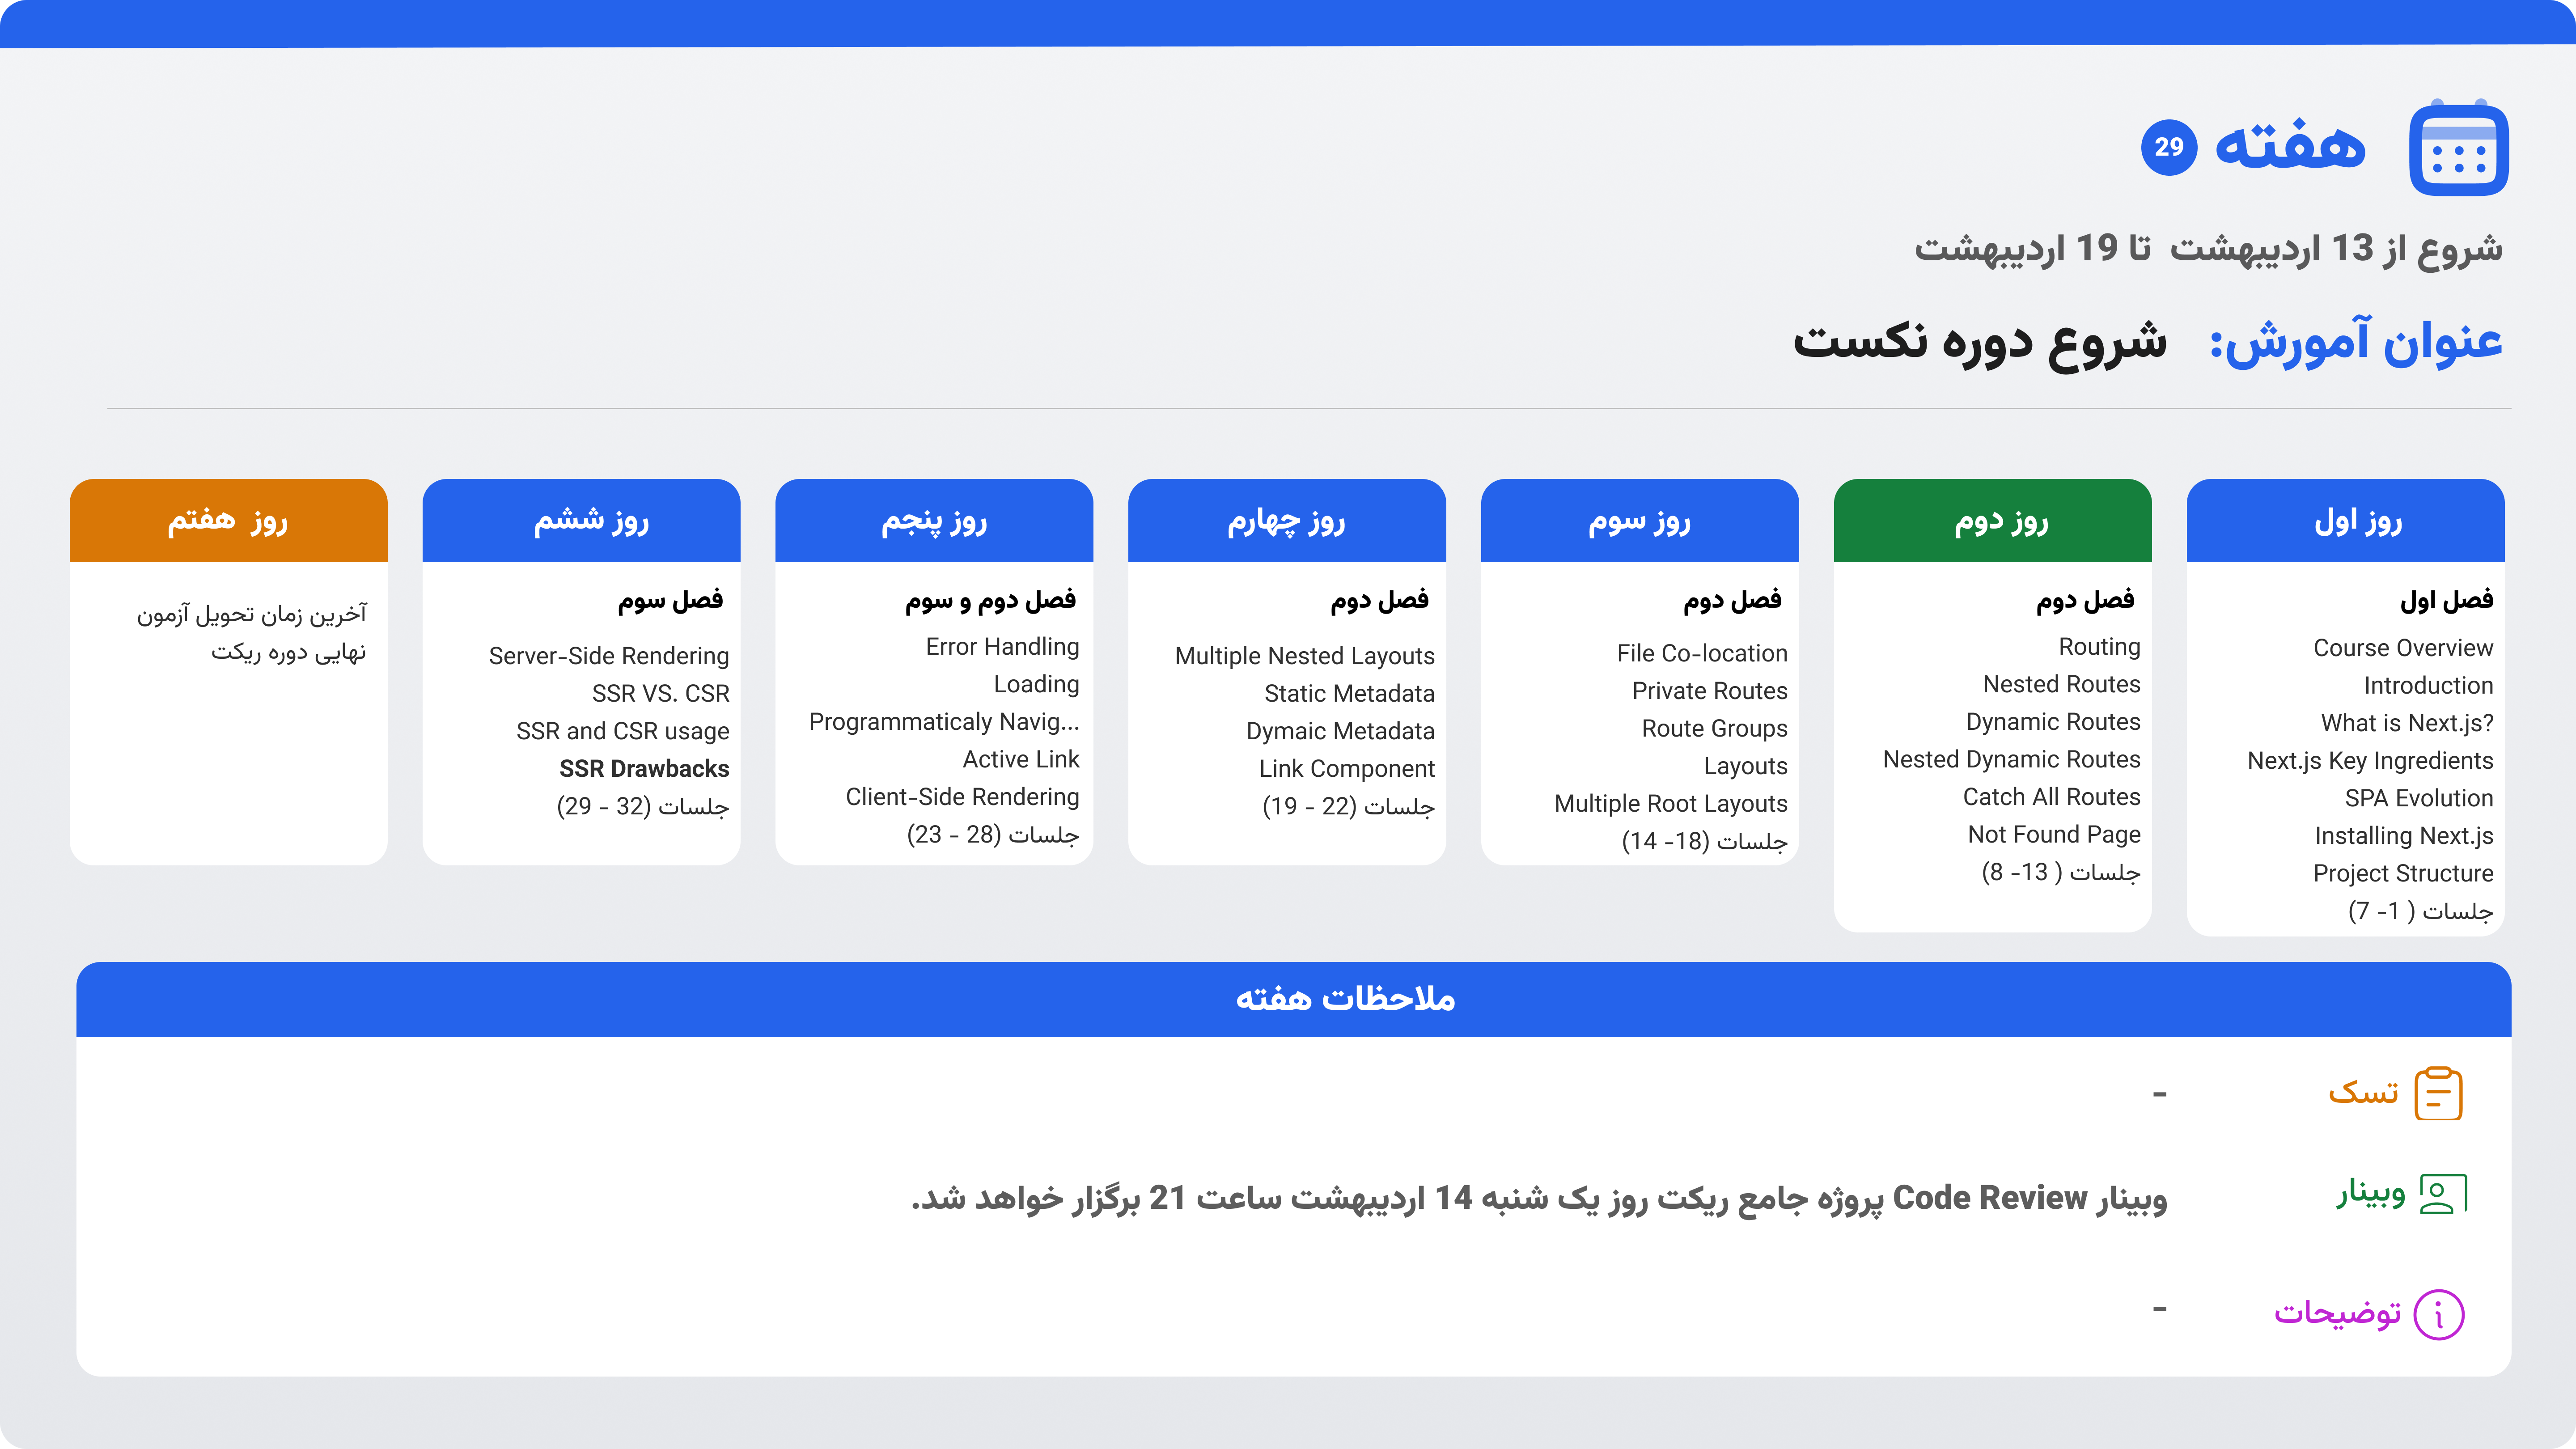 هفته 29
شروع از 13 اردیبهشت تا 19 اردیبهشت
عنوان آمورش: شروع دوره نکست
روز اول
فصل اول
Course Overview
Introduction
What is Next.js?
Next.js Key Ingredients
SPA Evolution
Installing Next.js
Project Structure
جلسات ( 1- 7)
روز دوم
فصل دوم
Routing
Nested Routes
Dynamic Routes
Nested Dynamic Routes
Catch All Routes
Not Found Page
جلسات ( 13- 8)
روز سوم
فصل دوم
File Co-location
Private Routes
Route Groups
Layouts
Multiple Root Layouts
جلسات (18- 14)
روز چهارم
فصل دوم
Multiple Nested Layouts
Static Metadata
Dymaic Metadata
Link Component
جلسات (22 - 19)
روز پنجم
فصل دوم و سوم
Error Handling
Loading
Programmaticaly Navig...
Active Link
Client-Side Rendering
جلسات (28 - 23)
روز ششم
فصل سوم
Server-Side Rendering
SSR VS. CSR
SSR and CSR usage
SSR Drawbacks
جلسات (32 - 29)
روز هفتم
آخرین زمان تحویل آزمون
نهایی دوره ریکت
ملاحظات هفته
تسک -
وبینار وبینار Code Review پروژه جامع ریکت روز یک شنبه 14 اردیبهشت ساعت 21 برگزار خواهد شد.
توضیحات -